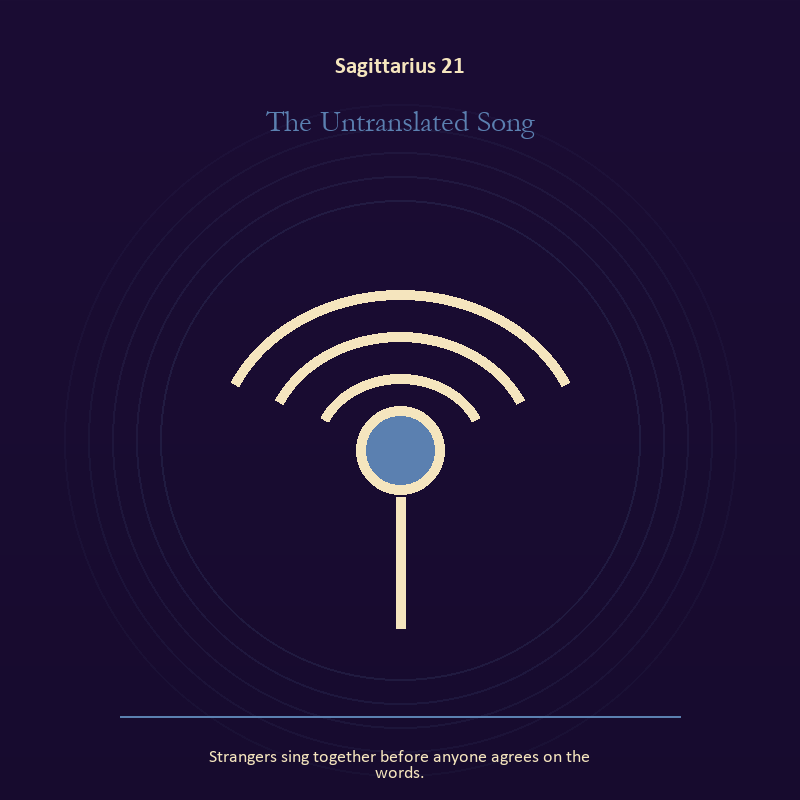 Sagittarius 21
The Untranslated Song
Strangers sing together before anyone agrees on the
words.